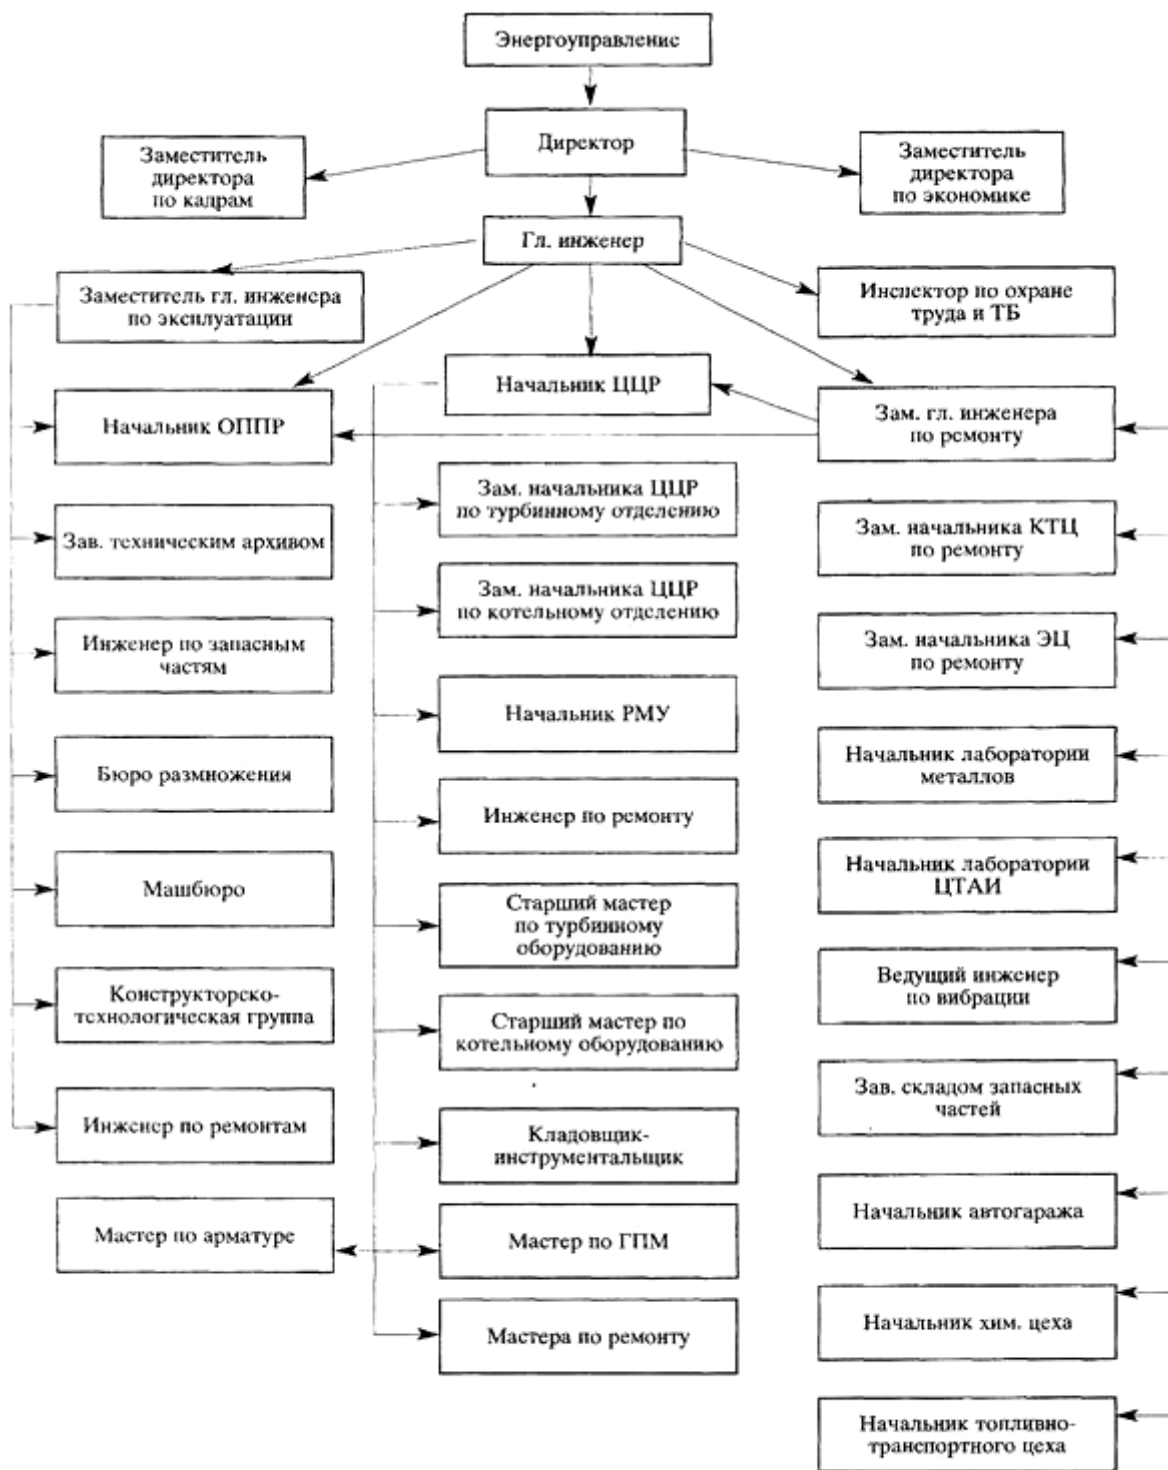 Энергоуправление
Директор
Заместитель
директора
по кадрам
Заместитель
директора
по экономике
Гл. инженер
Заместитель гл. инженера
по эксплуатации
Инспектор по охране
труда и ТБ
Начальник ЦЦР
Начальник ОППР
Зам. гл. инженера
по ремонту
Зам. начальника ЦЦР
по турбинному отделению
Зав. техническим архивом
Зам. начальника КТЦ
по ремонту
Зам. начальника ЦЦР
по котельному отделению
Инженер по запасным
частям
Зам. начальника ЭЦ
по ремонту
Начальник РМУ
Бюро размножения
Начальник лаборатории
металлов
Инженер по ремонту
Машбюро
Начальник лаборатории
ЦТАИ
Старший мастер
по турбинному
оборудованию
Конструкторско-
технологическая группа
Ведущий инженер
по вибрации
Старший мастер по
котельному оборудованию
Инженер по ремонтам
Зав. складом запасных
частей
Кладовщик-
инструментальщик
Мастер по арматуре
Мастер по ГПМ
Начальник автогаража
Мастера по ремонту
Начальник хим. цеха
Начальник топливно-
транспортного цеха